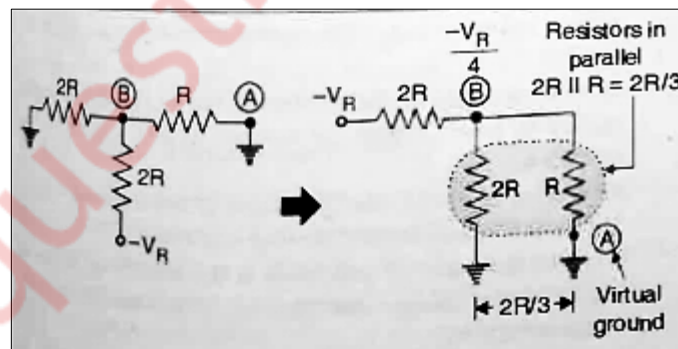 2R
B
R
A
2R
-VR
-VR
4
-VR
2R
B
2R
R
A
2R/3
Resistors in
parallel
2R II R = 2R/3
Virtual
ground
quest